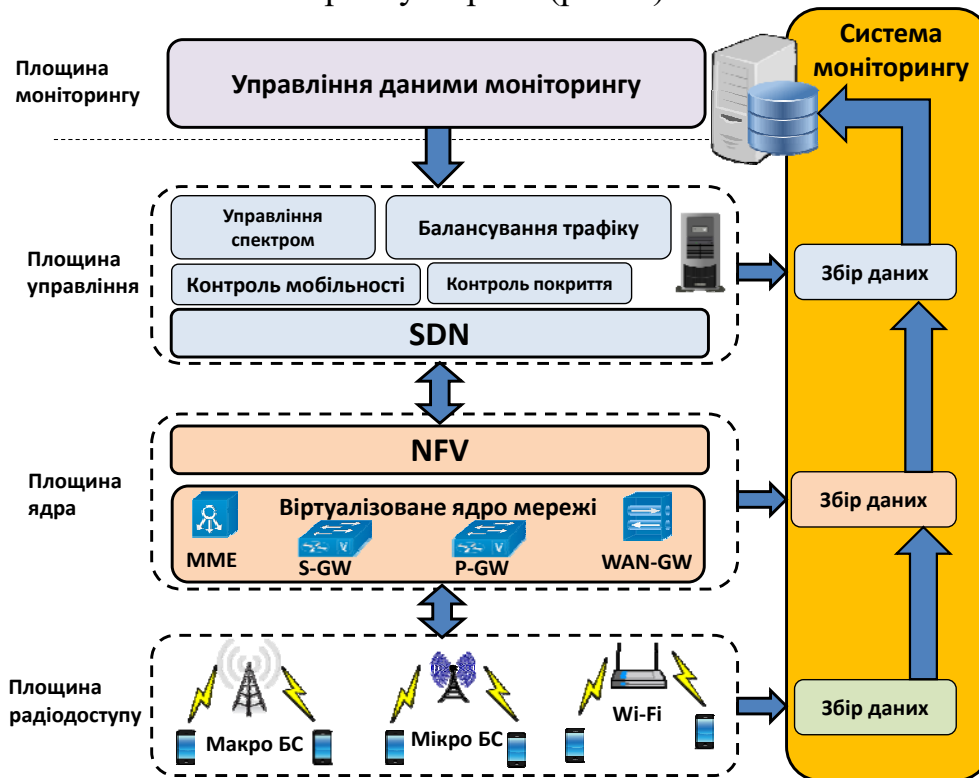 Площина
моніторингу
Управління даними моніторингу
Система
моніторингу
Площина
управління
Управління
спектром
Балансування трафіку
Контроль мобільності
Контроль покриття
SDN
Збір даних
Площина
ядра
NFV
Віртуалізоване ядро мережі
MME
S-GW
P-GW
WAN-GW
Збір даних
Площина
радіодоступу
Макро БС
Мікро БС
Wi-Fi
Збір даних